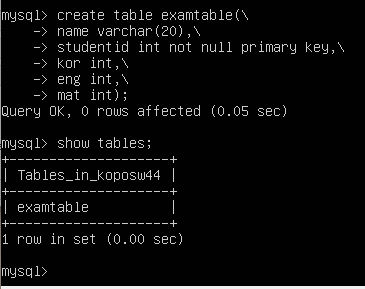 mysql> create table examtable(\
    -> name varchar(20),\
    -> studentid int not null primary key,\
    -> kor int,\
    -> eng int,\
    -> mat int);
Query OK, 0 rows affected (0.05 sec)
mysql> show tables;
+--------------------+
| Tables_in_koposw44 |
+--------------------+
| examtable          |
+--------------------+
1 row in set (0.00 sec)
mysql>